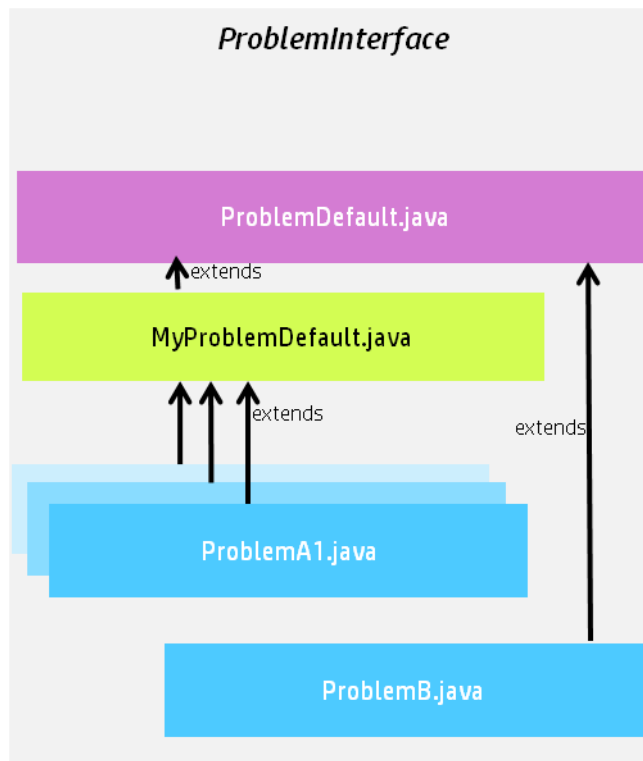 ProblemInterface
ProblemDefault.java
extends
MyProblemDefault.java
extends
extends
ProblemA1.java
ProblemB.java